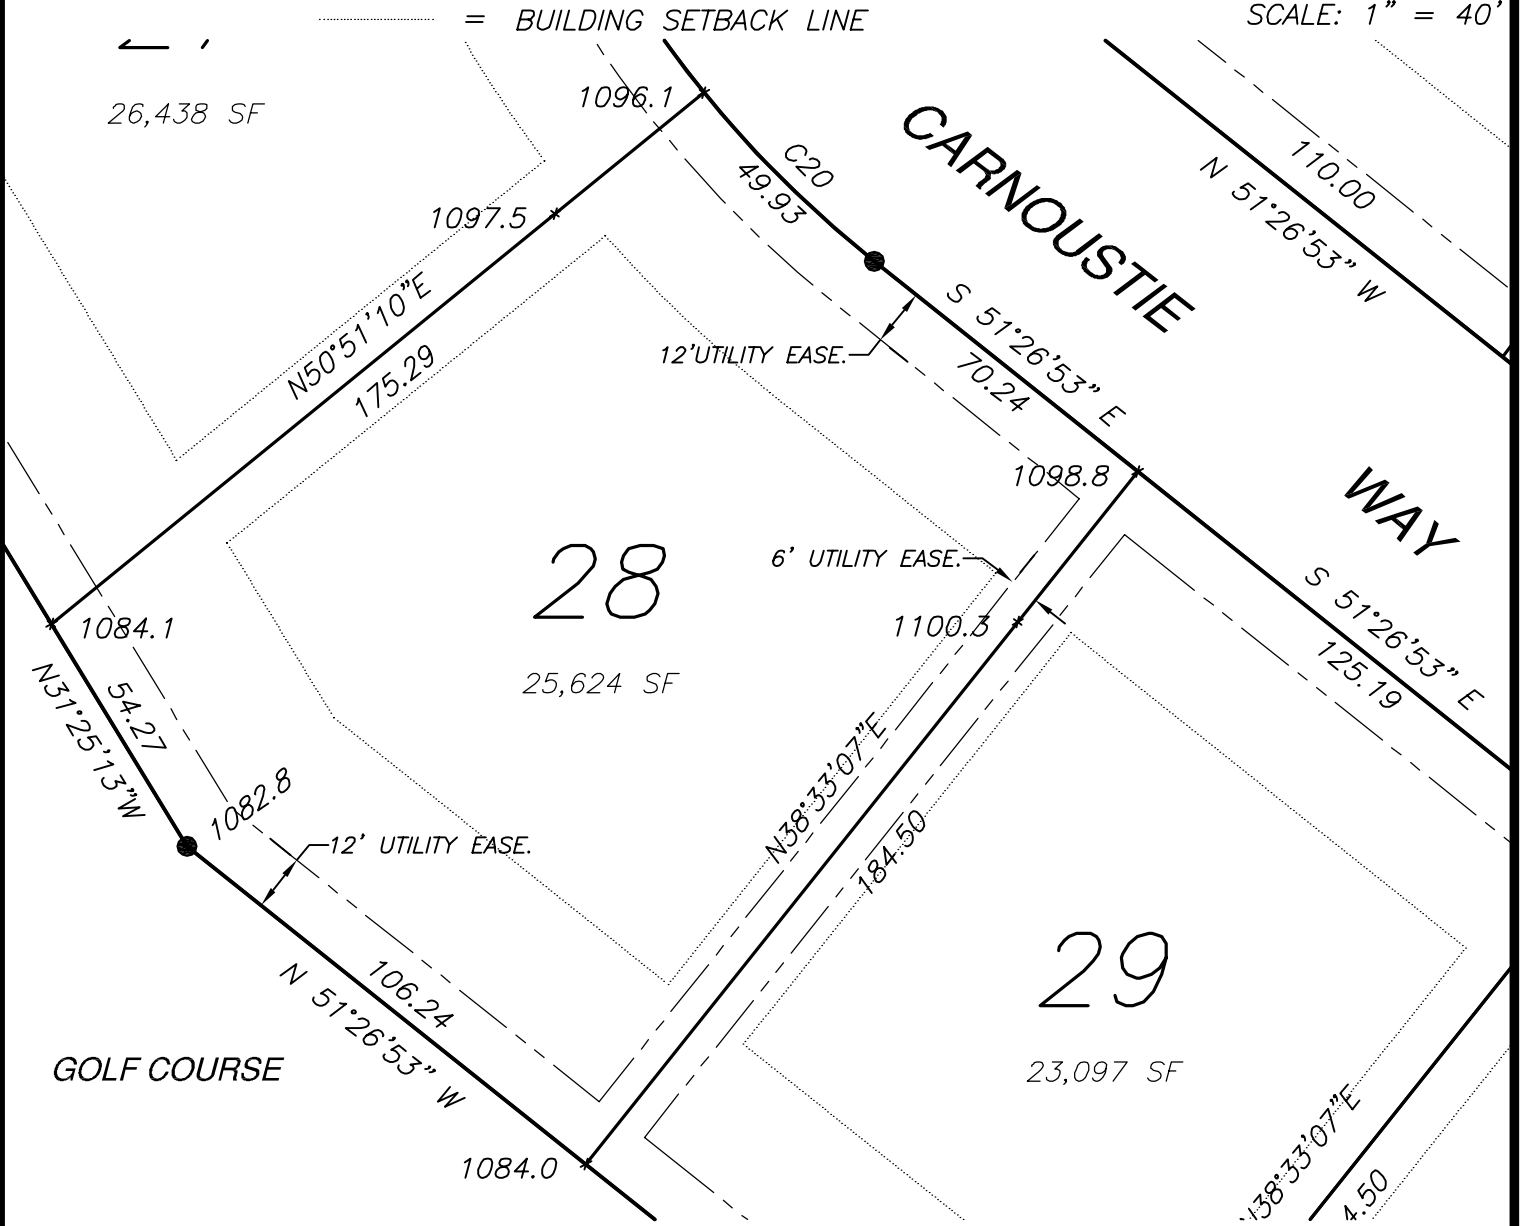 = BUILDING SETBACK LINE
SCALE: 1" = 40'
26,438 SF
1096.1
C20
49.93
CARNOUSTIE
WAY
110.00
N 51°26'53" W
1097.5
N50°51'10"E
175.29
12'UTILITY EASE.
S 51°26'53" E
70.24
1098.8
28
25,624 SF
6' UTILITY EASE.
1100.3
S 51°26'53" E
125.19
1084.1
N31°25'13"W
54.27
1082.8
12' UTILITY EASE.
N38°33'07"E
184.50
106.24
N 51°26'53" W
29
23,097 SF
GOLF COURSE
1084.0
N38°33'07"E
4.50